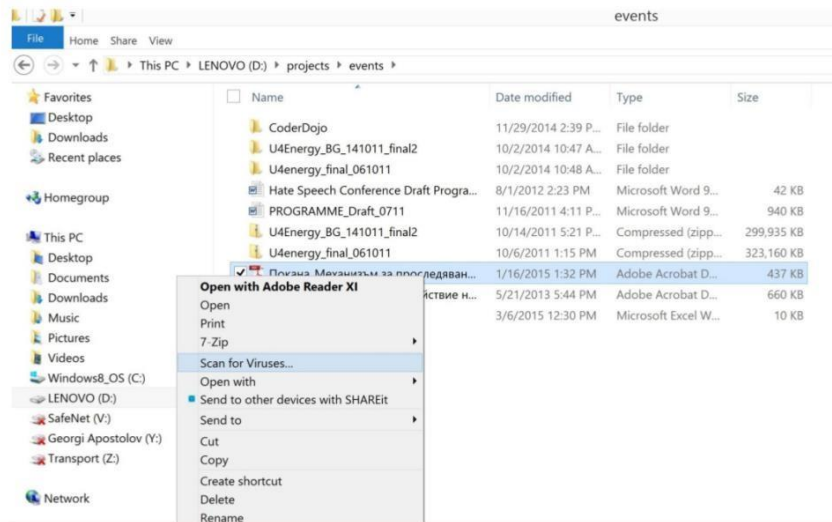 events
File Home Share View
This PC LENOVO (D:) projects events
Favorites
Desktop
Downloads
Recent places
Homegroup
This PC
Desktop
Documents
Downloads
Music
Pictures
Videos
Windows8_OS (C:)
LENOVO (D:)
SafeNet (V:)
Georgi Apostolov (Y:)
Transport (Z:)
Network
Name Date modified Type Size
CoderDojo 11/29/2014 2:39 P... File folder
U4Energy_BG_141011_final2 10/2/2014 10:47 A... File folder
U4energy_final_061011 10/2/2014 10:48 A... File folder
Hate Speech Conference Draft Progra... 8/1/2012 2:23 PM Microsoft Word 9... 42 KB
PROGRAMME_Draft_0711 11/16/2011 4:11 P... Microsoft Word 9... 940 KB
U4Energy_BG_141011_final2 10/14/2011 5:21 P... Compressed (zipp... 299,935 KB
U4energy_final_061011 10/6/2011 1:15 PM Compressed (zipp... 323,160 KB
Покана_Механизъм за проследяван... 1/16/2015 1:32 PM Adobe Acrobat D... 437 KB
йствие н... 5/21/2013 5:44 PM Adobe Acrobat D... 660 KB
3/6/2015 12:30 PM Microsoft Excel W... 10 KB
Open with Adobe Reader XI
Open
Print
7-Zip
Scan for Viruses...
Open with
Send to other devices with SHAREit
Send to
Cut
Copy
Create shortcut
Delete
Rename